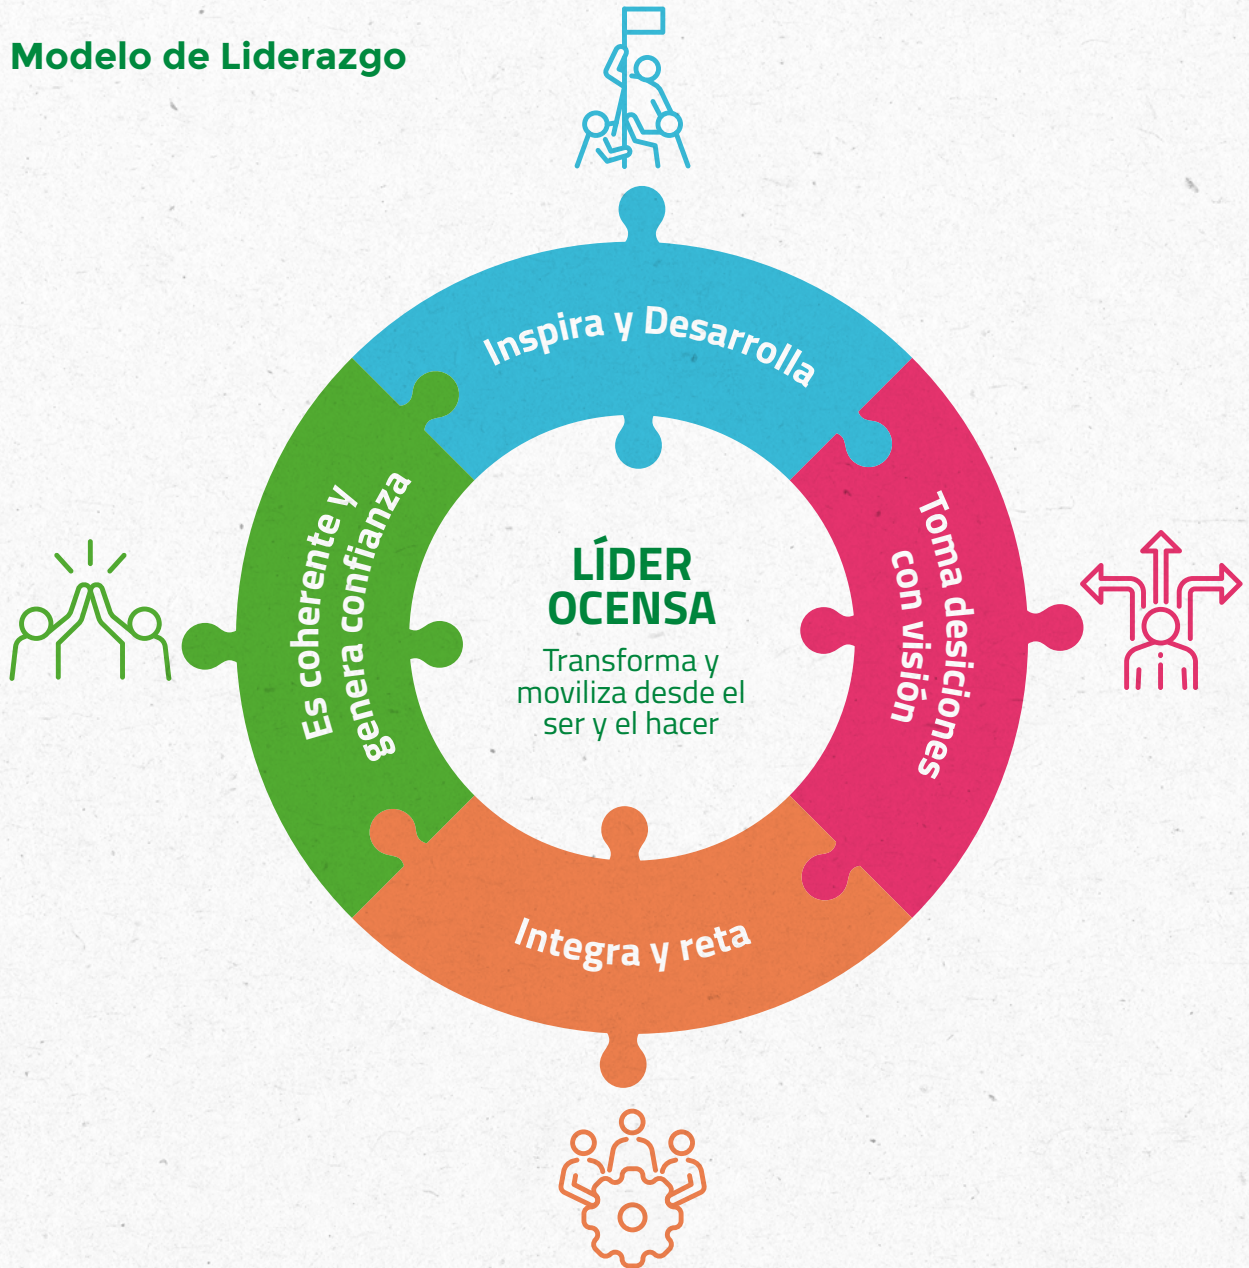 Modelo de Liderazgo
Inspira y Desarrolla
Toma desiciones
con visión
Integra y reta
Es coherente y
genera confianza
LÍDER
OCENSA
Transforma y
moviliza desde el
ser y el hacer